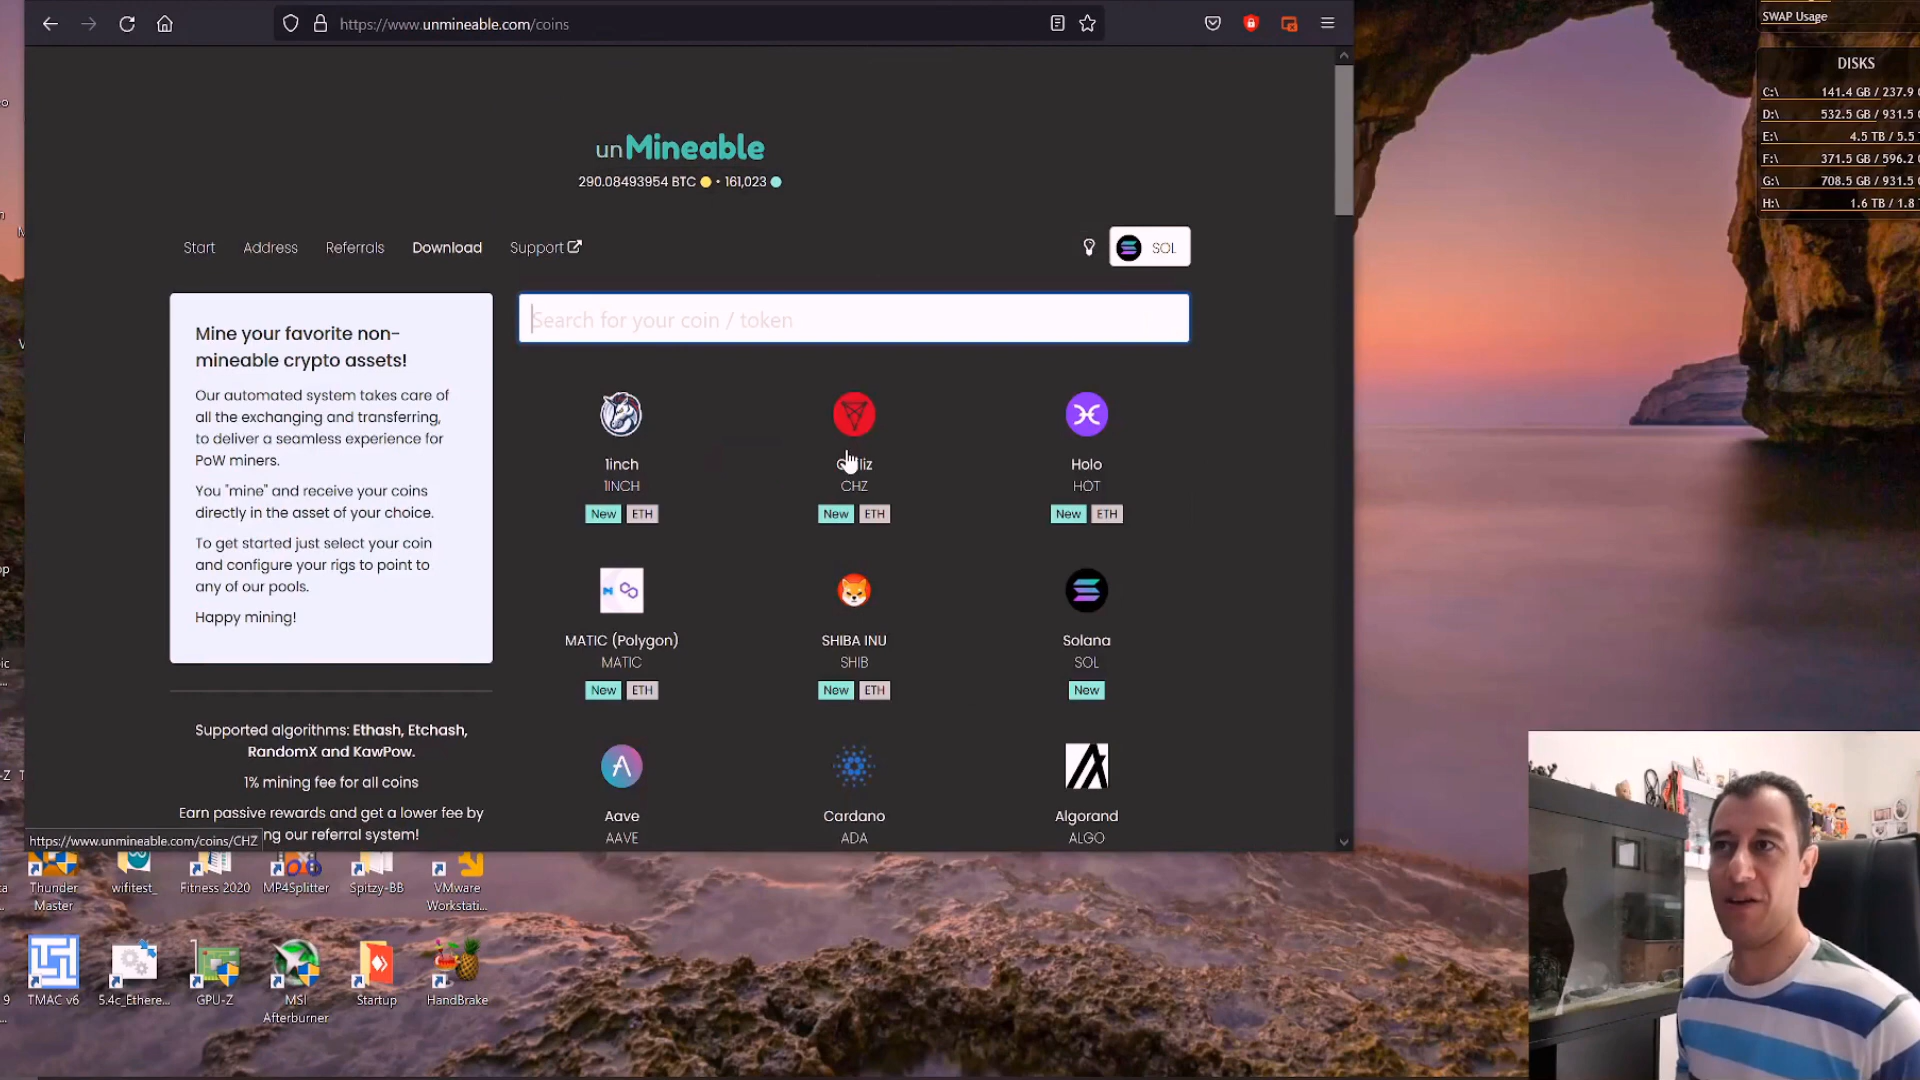 https://www.unmineable.com/coins
SWAP Usage
DISKS
C:\ 141.4 GB / 237.9
D:\ 532.5 GB / 931.5
E:\ 4.5 TB / 5.5
F:\ 371.5 GB / 596.2
G:\ 708.5 GB / 931.5
H:\ 1.6 TB / 1.8
unMineable
290.08493954 BTC • 161,023
Start Address Referrals Download Support
SOL
Search for your coin / token
Mine your favorite non-
mineable crypto assets!
Our automated system takes care of
all the exchanging and transferring,
to deliver a seamless experience for
PoW miners.
You "mine" and receive your coins
directly in the asset of your choice.
To get started just select your coin
and configure your rigs to point to
any of our pools.
Happy mining!
Supported algorithms: Ethash, Etchash,
RandomX and KawPow.
1% mining fee for all coins
Earn passive rewards and get a lower fee by
ng our referral system!
1inch
1INCH
New ETH
CHZ
New ETH
Holo
HOT
New ETH
MATIC (Polygon)
MATIC
New ETH
SHIBA INU
SHIB
New ETH
Solana
SOL
New
Aave
AAVE
Cardano
ADA
Algorand
ALGO
https://www.unmineable.com/coins/CHZ
Thunder
Master
wifitest_
Fitness 2020
MP4Splitter
Spitzy-BB
VMware
Workstati...
TMAC v6
5.4c_Ethere...
GPU-Z
MSI
Afterburner
Startup
HandBrake